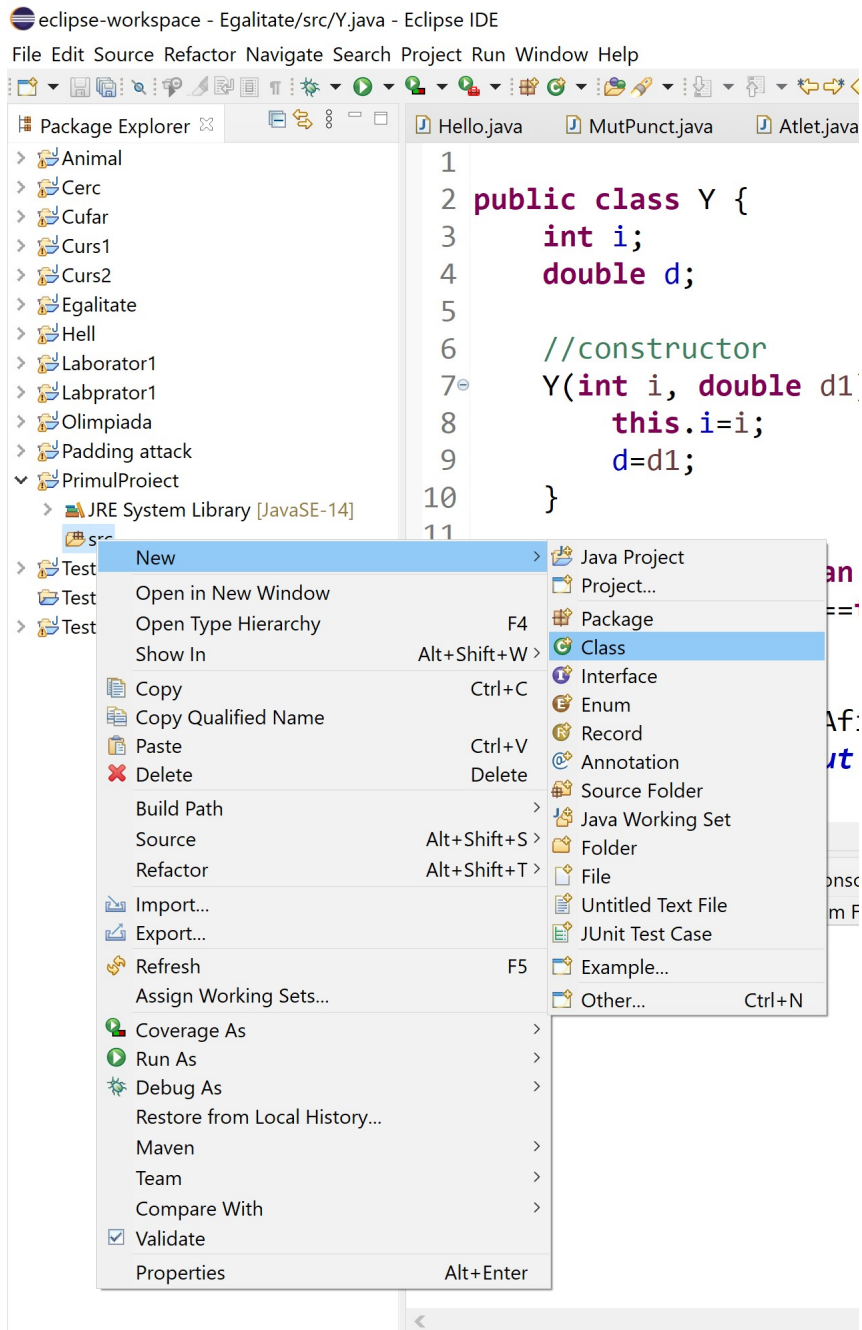 eclipse-workspace - Egalitate/src/Y.java - Eclipse IDE
File Edit Source Refactor Navigate Search Project Run Window Help
Package Explorer
Hello.java MutPunct.java Atlet.java
Animal
Cerc
Cufar
Curs1
Curs2
Egalitate
Hell
Laborator1
Labprator1
Olimpiada
Padding attack
PrimulProiect
JRE System Library [JavaSE-14]
src
Test
Test
Test
1
2 public class Y {
3 int i;
4 double d;
5
6 //constructor
7 Y(int i, double d1)
8 this.i=i;
9 d=d1;
10 }
11
New
Open in New Window
Open Type Hierarchy F4
Show In Alt+Shift+W
Copy Ctrl+C
Copy Qualified Name
Paste Ctrl+V
Delete Delete
Build Path
Source Alt+Shift+S
Refactor Alt+Shift+T
Import...
Export...
Refresh F5
Assign Working Sets...
Coverage As
Run As
Debug As
Restore from Local History...
Maven
Team
Compare With
Validate
Properties Alt+Enter
Java Project
Project...
Package
Class
Interface
Enum
Record
Annotation
Source Folder
Java Working Set
Folder
File
Untitled Text File
JUnit Test Case
Example...
Other... Ctrl+N